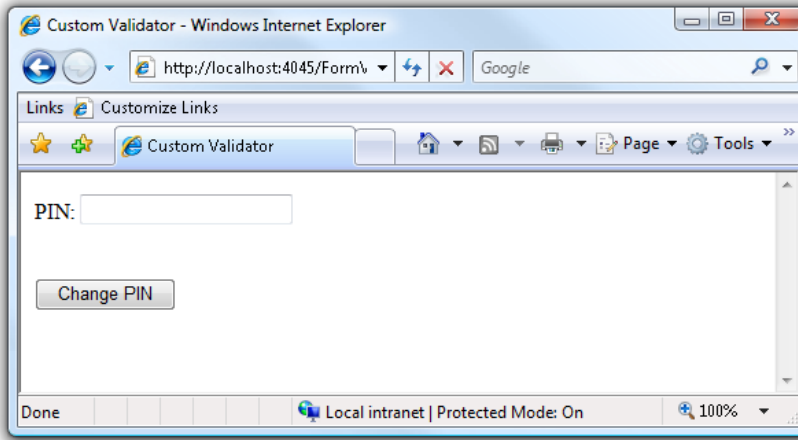 Custom Validator - Windows Internet Explorer
http://localhost:4045/Form\ Google
Links Customize Links
Custom Validator Page Tools »
PIN:
Change PIN
Done Local intranet | Protected Mode: On 100%